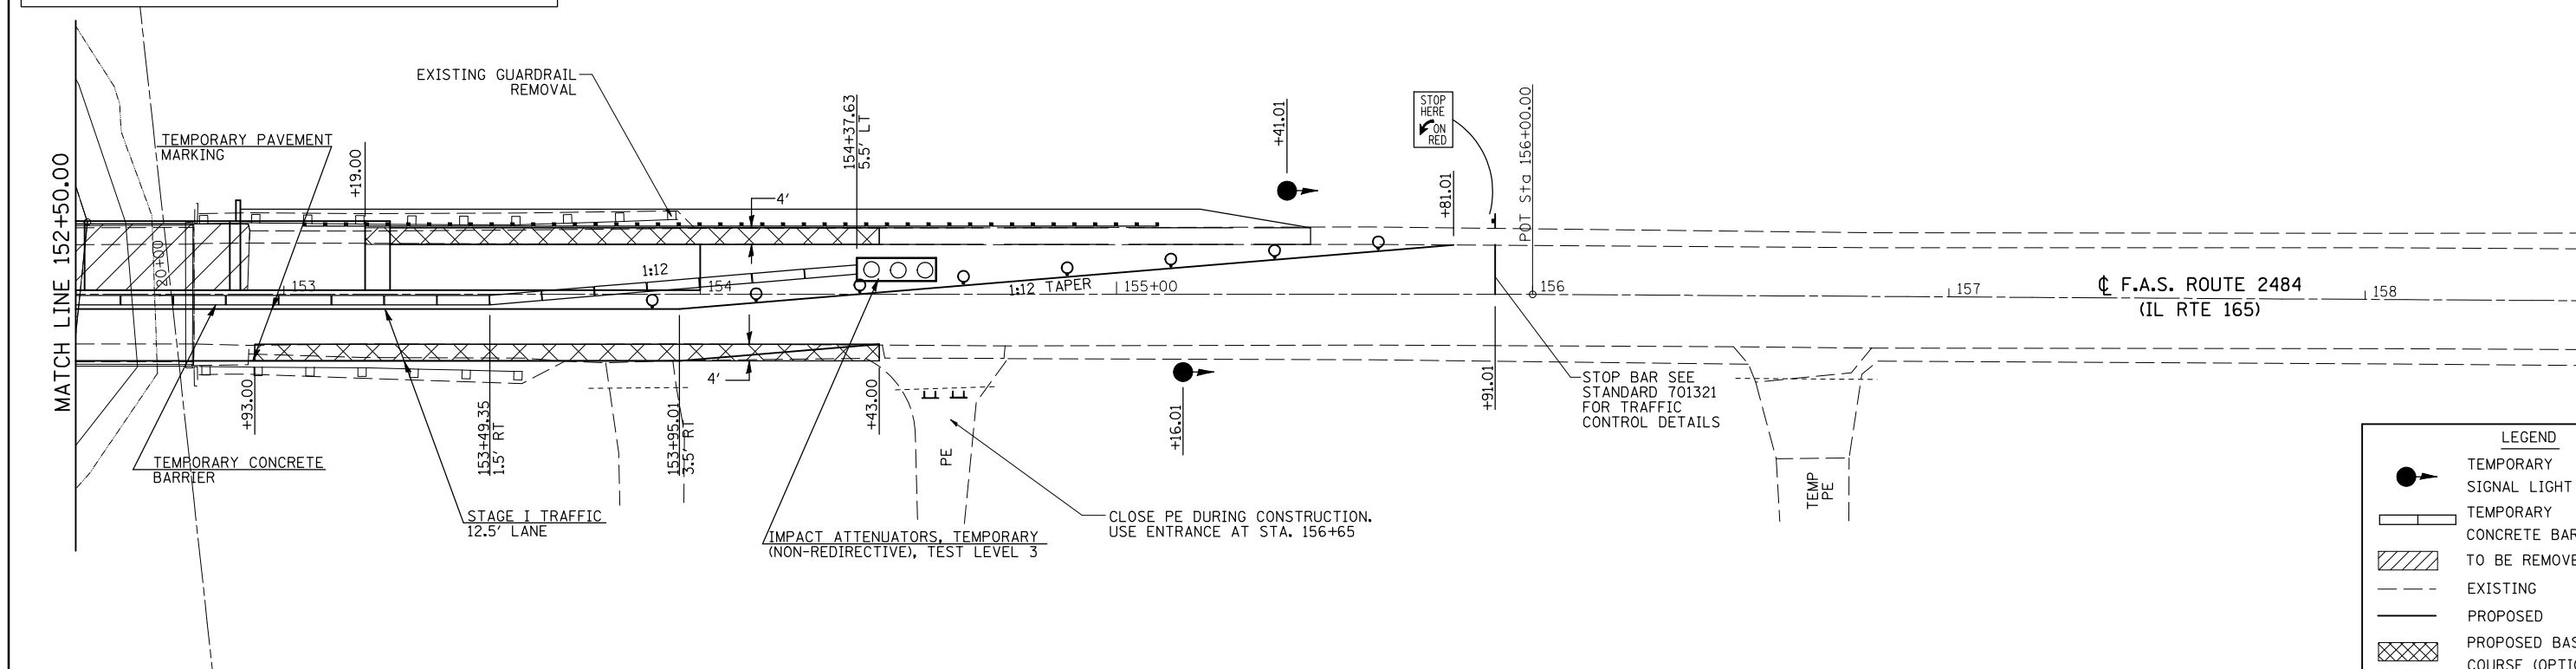 EXISTING GUARDRAIL
REMOVAL
TEMPORARY PAVEMENT
MARKING
MATCH LINE 152+50.00
20+00
+19.00
154+37.63
5.5' LT
4'
+41.01
STOP
HERE
ON
RED
+81.01
POT Sta 156+00.00
1:12
1:12 TAPER
153
154
155+00
156
157
158
℄ F.A.S. ROUTE 2484
(IL RTE 165)
+93.00
153+49.35
1.5' RT
153+95.01
3.5' RT
4'
+43.00
PE
+16.01
+91.01
STOP BAR SEE
STANDARD 701321
FOR TRAFFIC
CONTROL DETAILS
TEMP
PE
TEMPORARY CONCRETE
BARRIER
STAGE I TRAFFIC
12.5' LANE
IMPACT ATTENUATORS, TEMPORARY
(NON-REDIRECTIVE), TEST LEVEL 3
CLOSE PE DURING CONSTRUCTION.
USE ENTRANCE AT STA. 156+65
LEGEND
TEMPORARY
SIGNAL LIGHT
TEMPORARY
CONCRETE BAR
TO BE REMOVE
EXISTING
PROPOSED
PROPOSED BAS
COURSE (OPTI